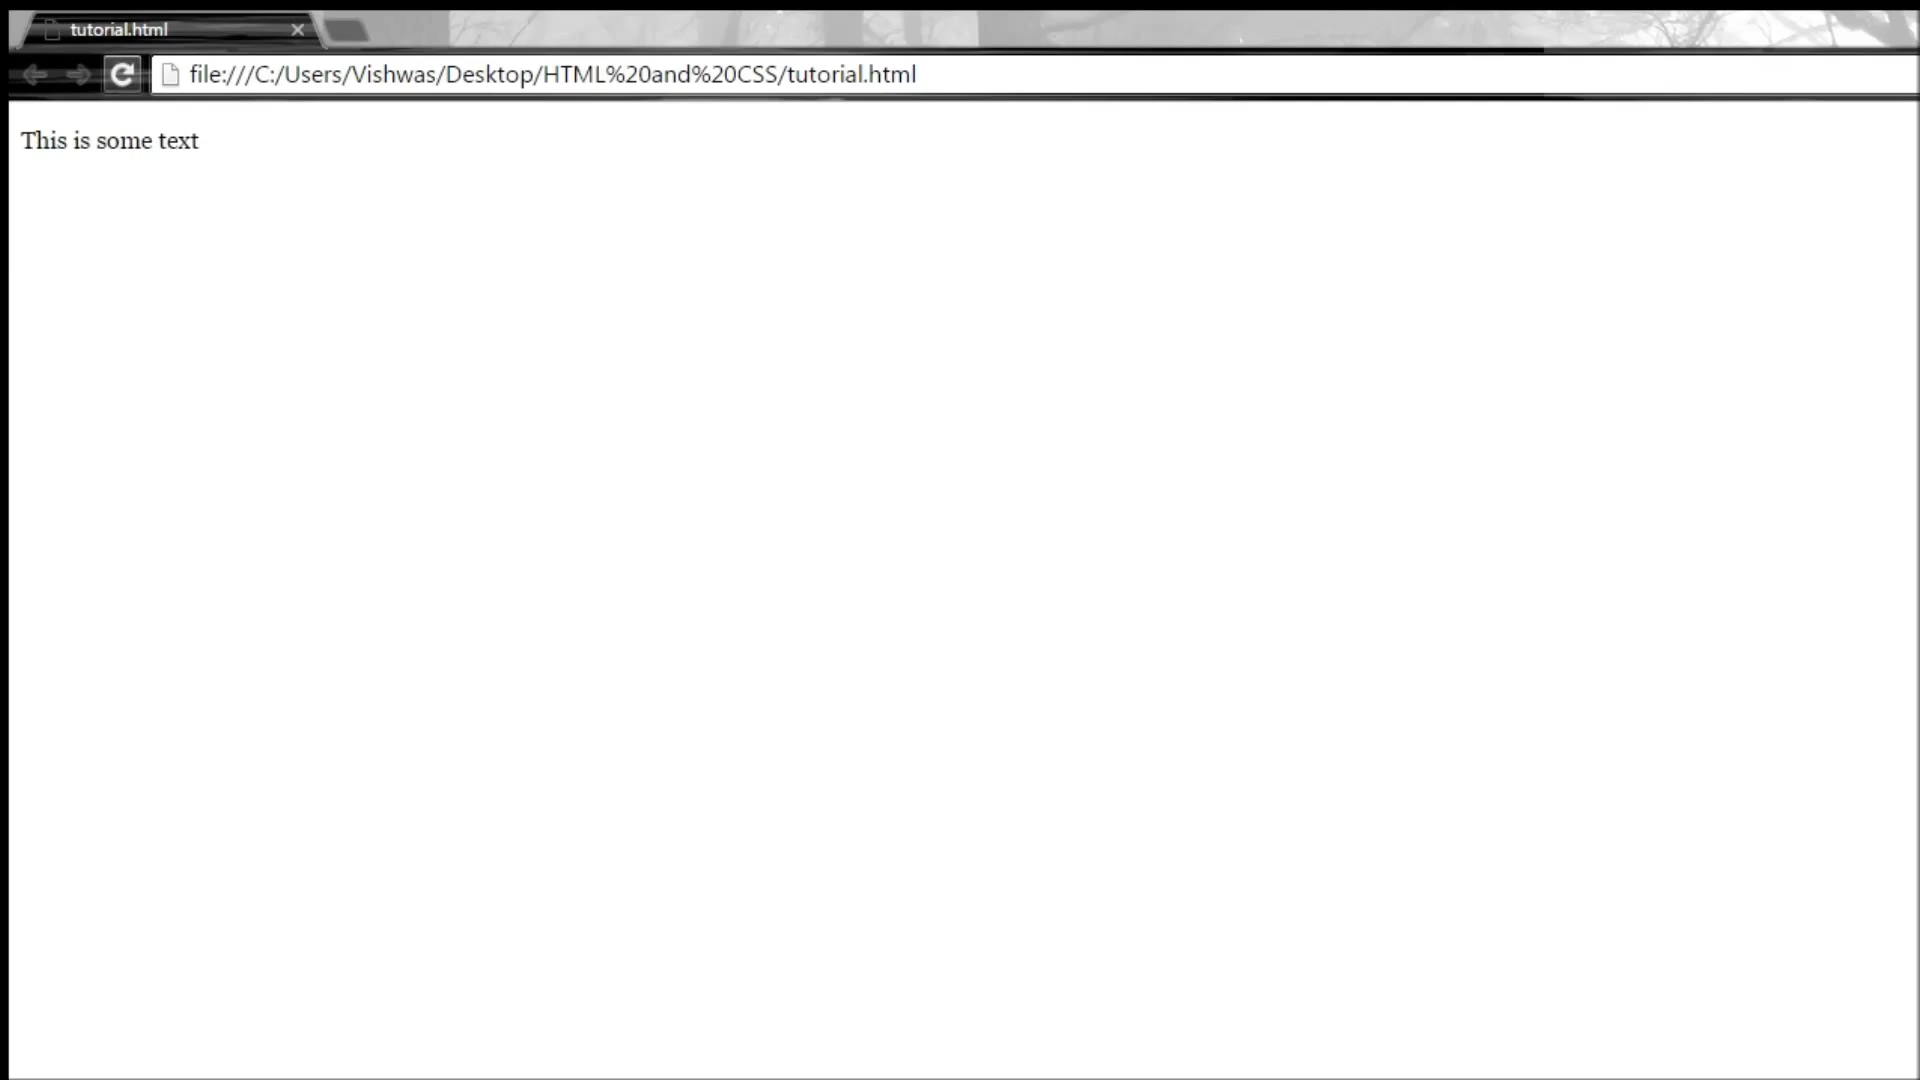 tutorial.html
file:///C:/Users/Vishwas/Desktop/HTML%20and%20CSS/tutorial.html
This is some text